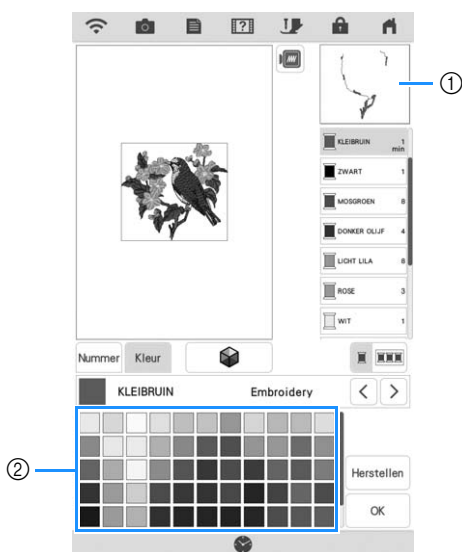 ①
KLEIBRUIN 1
min
ZWART 1
MOSGROEN 8
DONKER OLIJF 4
LICHT LILA 8
ROSE 3
WIT 1
Nummer Kleur
KLEIBRUIN Embroidery < >
②
Herstellen
OK